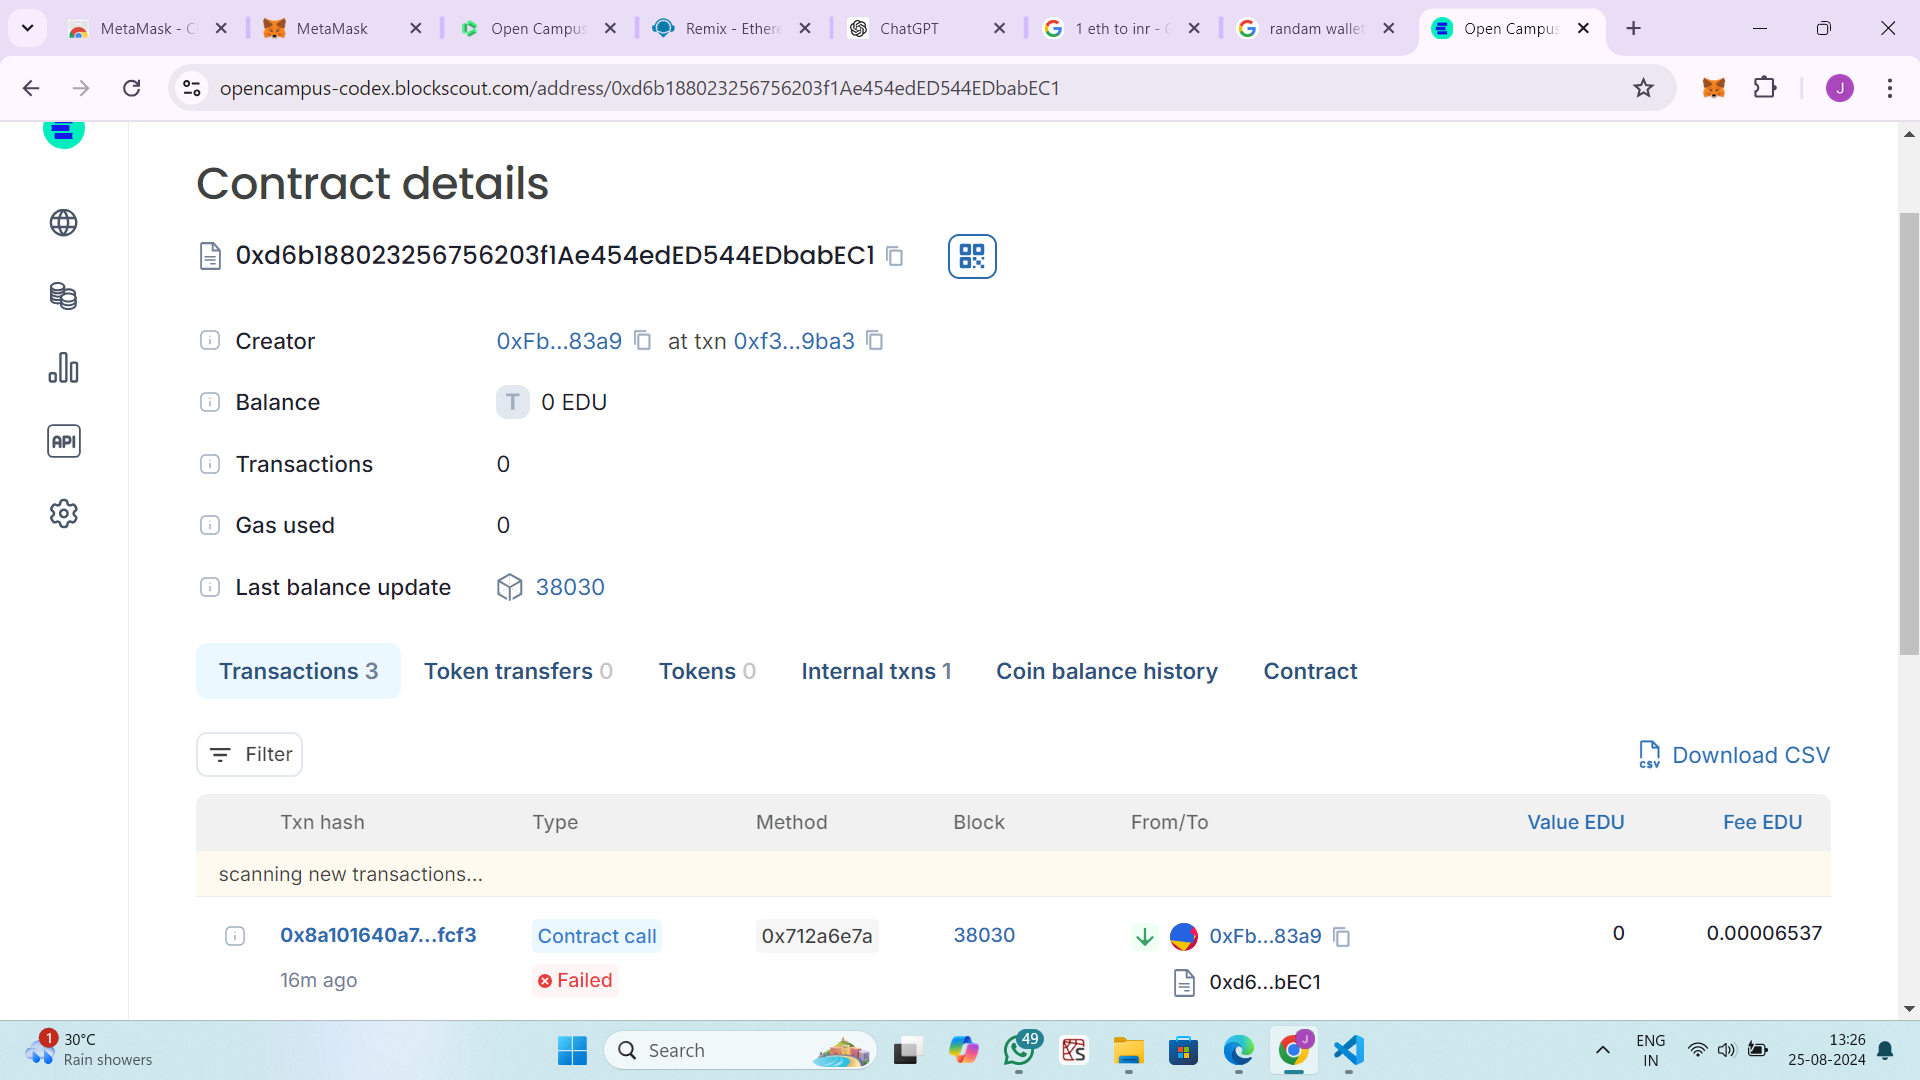 MetaMask - C
MetaMask
Open Campus
Remix - Ethere
ChatGPT
1 eth to inr - G
randam wallet
Open Campus
opencampus-codex.blockscout.com/address/0xd6b188023256756203f1Ae454edED544EDbabEC1
J
Contract details
0xd6b188023256756203f1Ae454edED544EDbabEC1
Creator 0xFb...83a9 at txn 0xf3...9ba3
Balance T 0 EDU
API
Transactions 0
Gas used 0
Last balance update 38030
Transactions 3 Token transfers 0 Tokens 0 Internal txns 1 Coin balance history Contract
Filter
CSV Download CSV
Txn hash Type Method Block From/To Value EDU Fee EDU
scanning new transactions...
0x8a101640a7...fcf3 Contract call 0x712a6e7a 38030 0xFb...83a9 0 0.00006537
16m ago Failed 0xd6...bEC1
1
30°C
Rain showers
Search
49
J
ENG
IN
13:26
25-08-2024